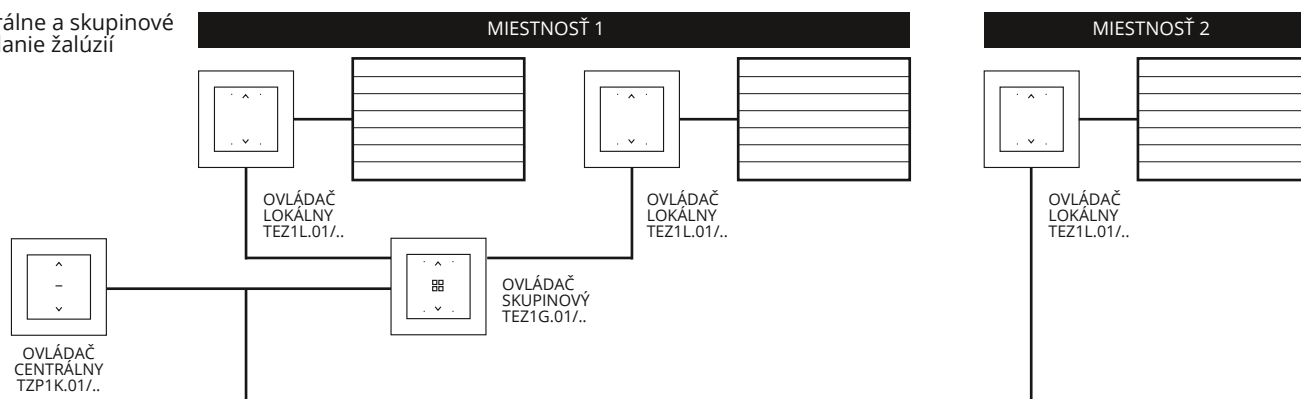 rálne a skupinové
lanie žalúzií
MIESTNOSŤ 1
MIESTNOSŤ 2
OVLÁDAČ
LOKÁLNY
TEZ1L.01/..
OVLÁDAČ
LOKÁLNY
TEZ1L.01/..
OVLÁDAČ
LOKÁLNY
TEZ1L.01/..
OVLÁDAČ
SKUPINOVÝ
TEZ1G.01/..
OVLÁDAČ
CENTRÁLNY
TZP1K.01/..